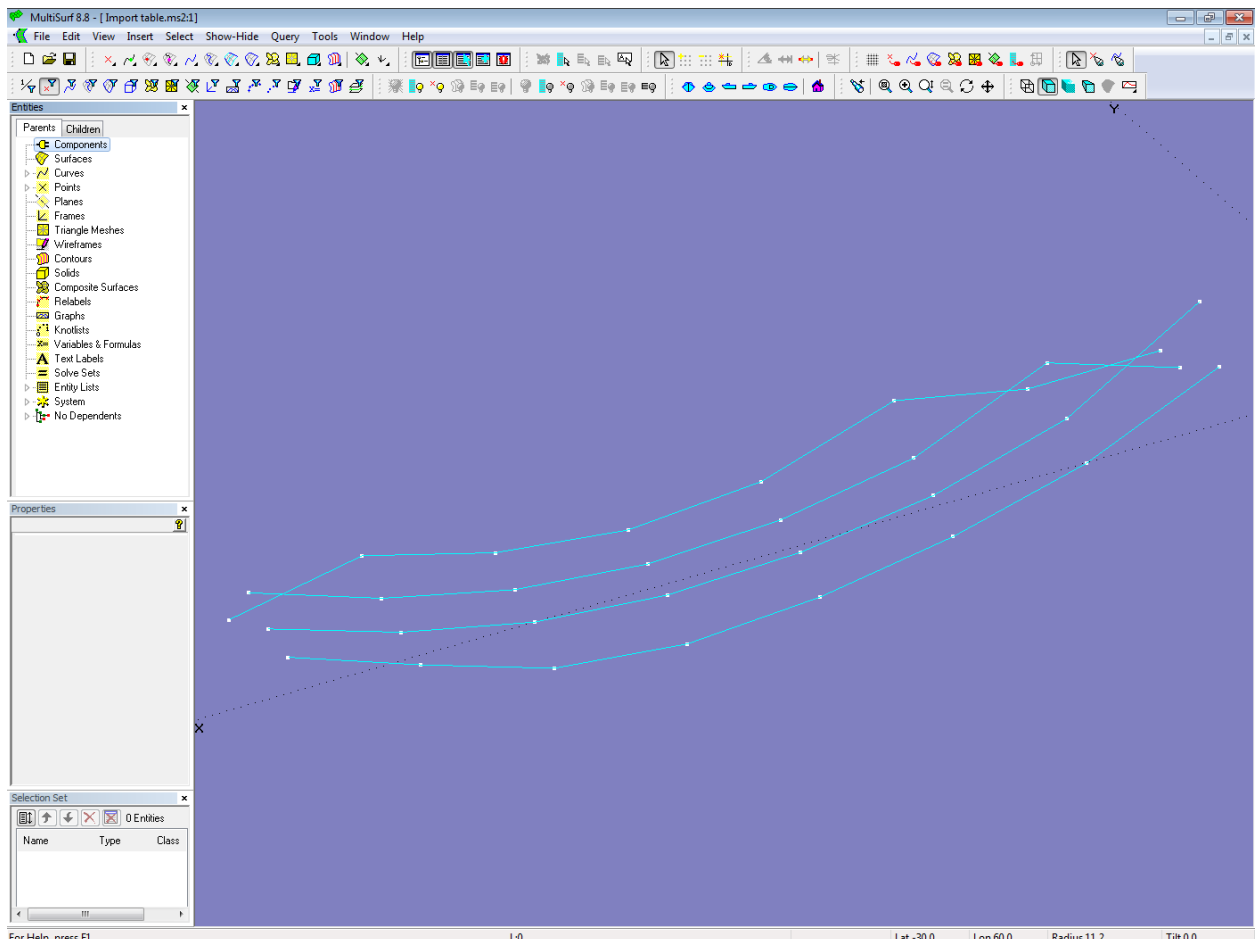 MultiSurf 8.8 - [ Import table.ms2:1]
File Edit View Insert Select Show-Hide Query Tools Window Help
Entities
Parents Children
Components
Surfaces
Curves
Points
Planes
Frames
Triangle Meshes
Wireframes
Contours
Solids
Composite Surfaces
Relabels
Graphs
Knotlists
Variables & Formulas
Text Labels
Solve Sets
Entity Lists
System
No Dependents
Properties
Selection Set
0 Entities
Name Type Class
Y
X
For Help, press F1 L:0 Lat -30.0 Lon 60.0 Radius 11.2 Tilt 0.0